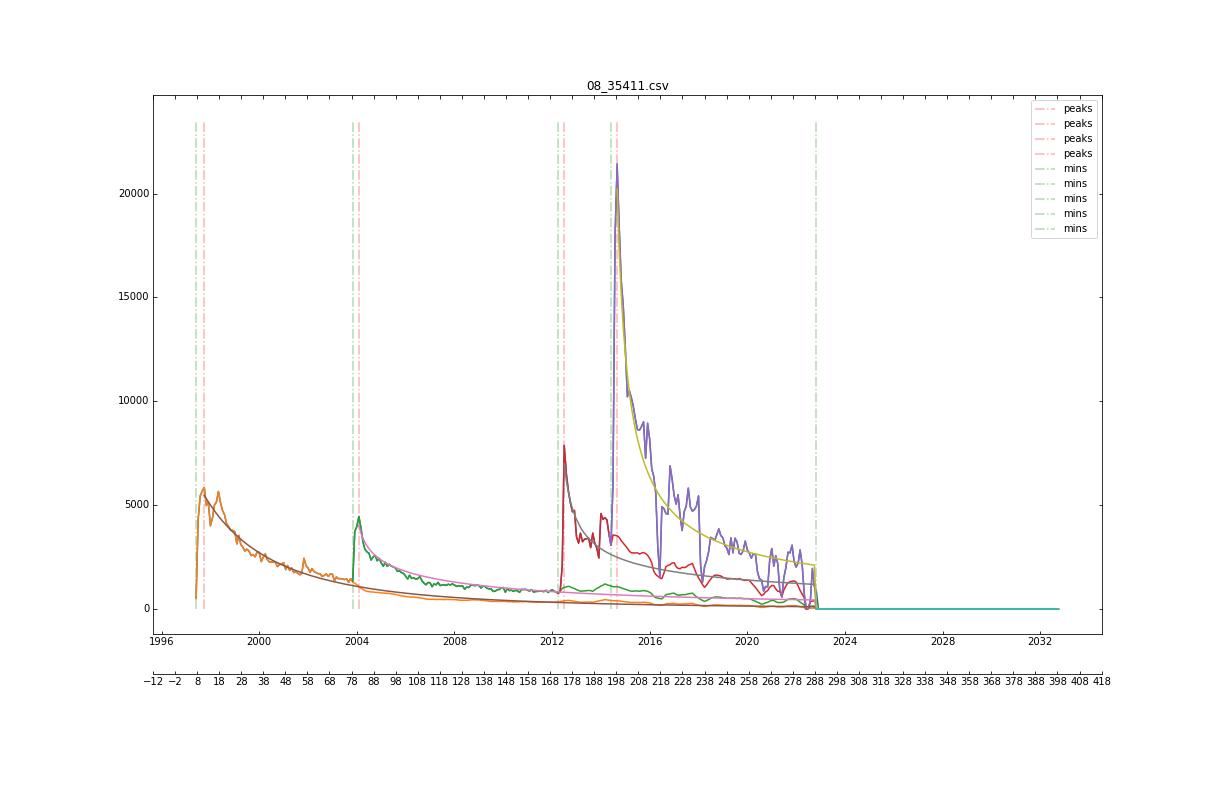 08_35411.csv
peaks
peaks
peaks
peaks
mins
mins
mins
mins
mins
20000
15000
10000
5000
0
1996 2000 2004 2008 2012 2016 2020 2024 2028 2032
−12 −2 8 18 28 38 48 58 68 78 88 98 108 118 128 138 148 158 168 178 188 198 208 218 228 238 248 258 268 278 288 298 308 318 328 338 348 358 368 378 388 398 408 418